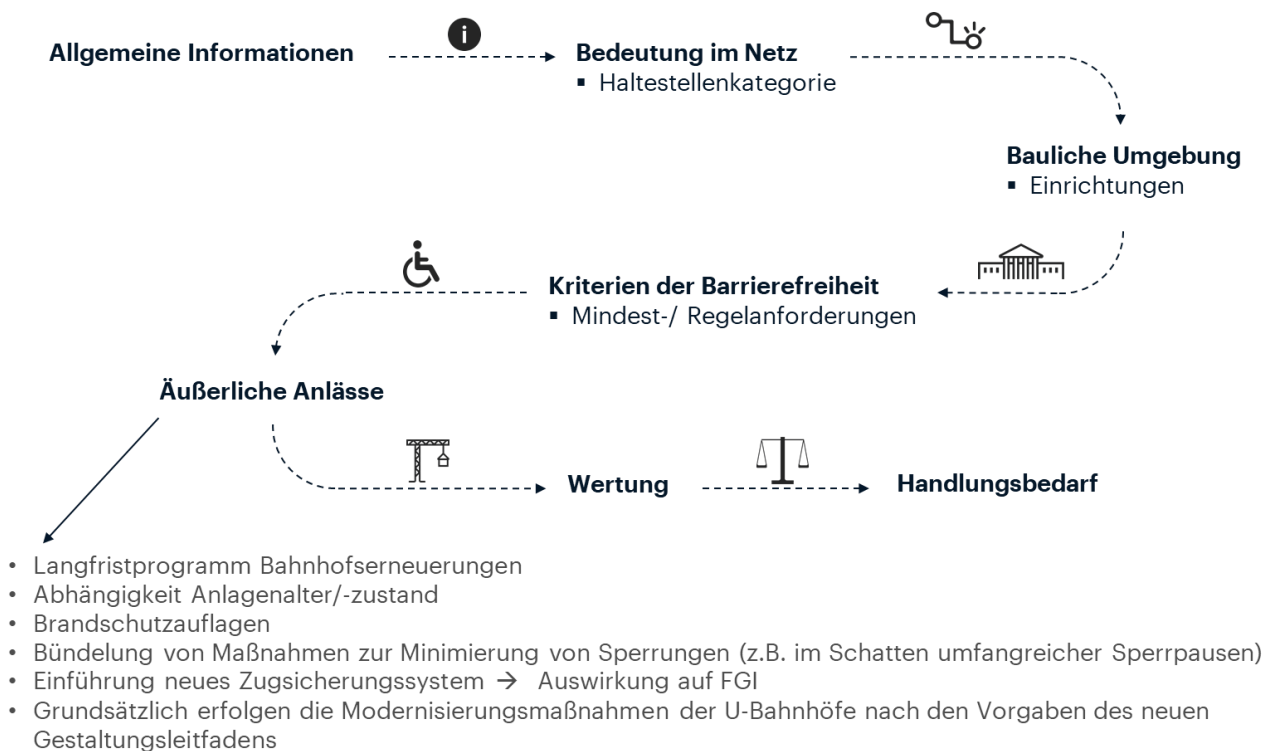 Allgemeine Informationen
Bedeutung im Netz
▪ Haltestellenkategorie
Bauliche Umgebung
▪ Einrichtungen
Kriterien der Barrierefreiheit
▪ Mindest-/ Regelanforderungen
Äußerliche Anlässe
Wertung
Handlungsbedarf
• Langfristprogramm Bahnhofserneuerungen
• Abhängigkeit Anlagenalter/-zustand
• Brandschutzauflagen
• Bündelung von Maßnahmen zur Minimierung von Sperrungen (z.B. im Schatten umfangreicher Sperrpausen)
• Einführung neues Zugsicherungssystem → Auswirkung auf FGI
• Grundsätzlich erfolgen die Modernisierungsmaßnahmen der U-Bahnhöfe nach den Vorgaben des neuen
Gestaltungsleitfadens